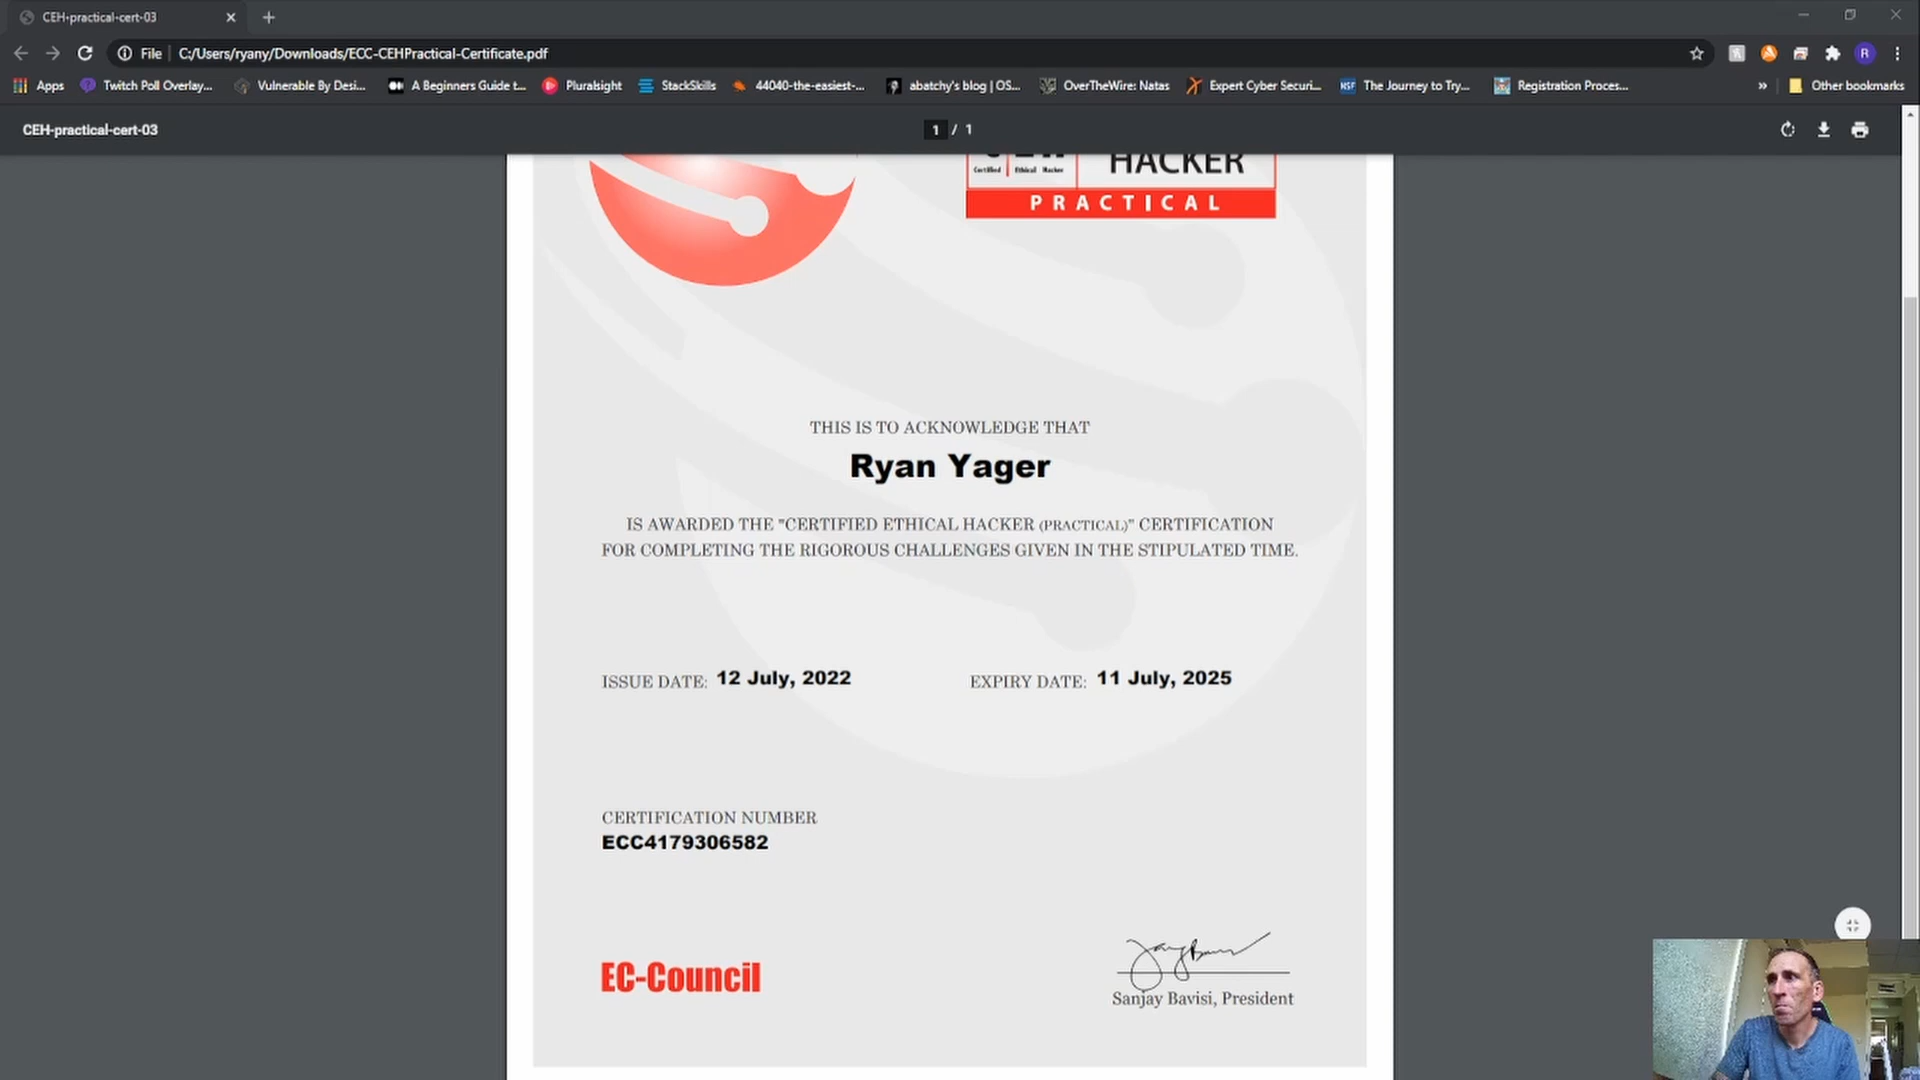 CEH-practical-cert-03
File
C:/Users/ryany/Downloads/ECC-CEHPractical-Certificate.pdf
R
Apps
Twitch Poll Overlay...
Vulnerable By Desi...
A Beginners Guide t...
Pluralsight
StackSkills
44040-the-easiest-...
abatchy's blog | OS...
OverTheWire: Natas
Expert Cyber Securi...
NSF The Journey to Try...
Registration Proces...
»
Other bookmarks
CEH-practical-cert-03
1 / 1
Certified Ethical Hacker
HACKER
PRACTICAL
THIS IS TO ACKNOWLEDGE THAT
Ryan Yager
IS AWARDED THE "CERTIFIED ETHICAL HACKER (PRACTICAL)" CERTIFICATION
FOR COMPLETING THE RIGOROUS CHALLENGES GIVEN IN THE STIPULATED TIME.
ISSUE DATE: 12 July, 2022
EXPIRY DATE: 11 July, 2025
CERTIFICATION NUMBER
ECC4179306582
EC-Council
Sanjay Bavisi, President